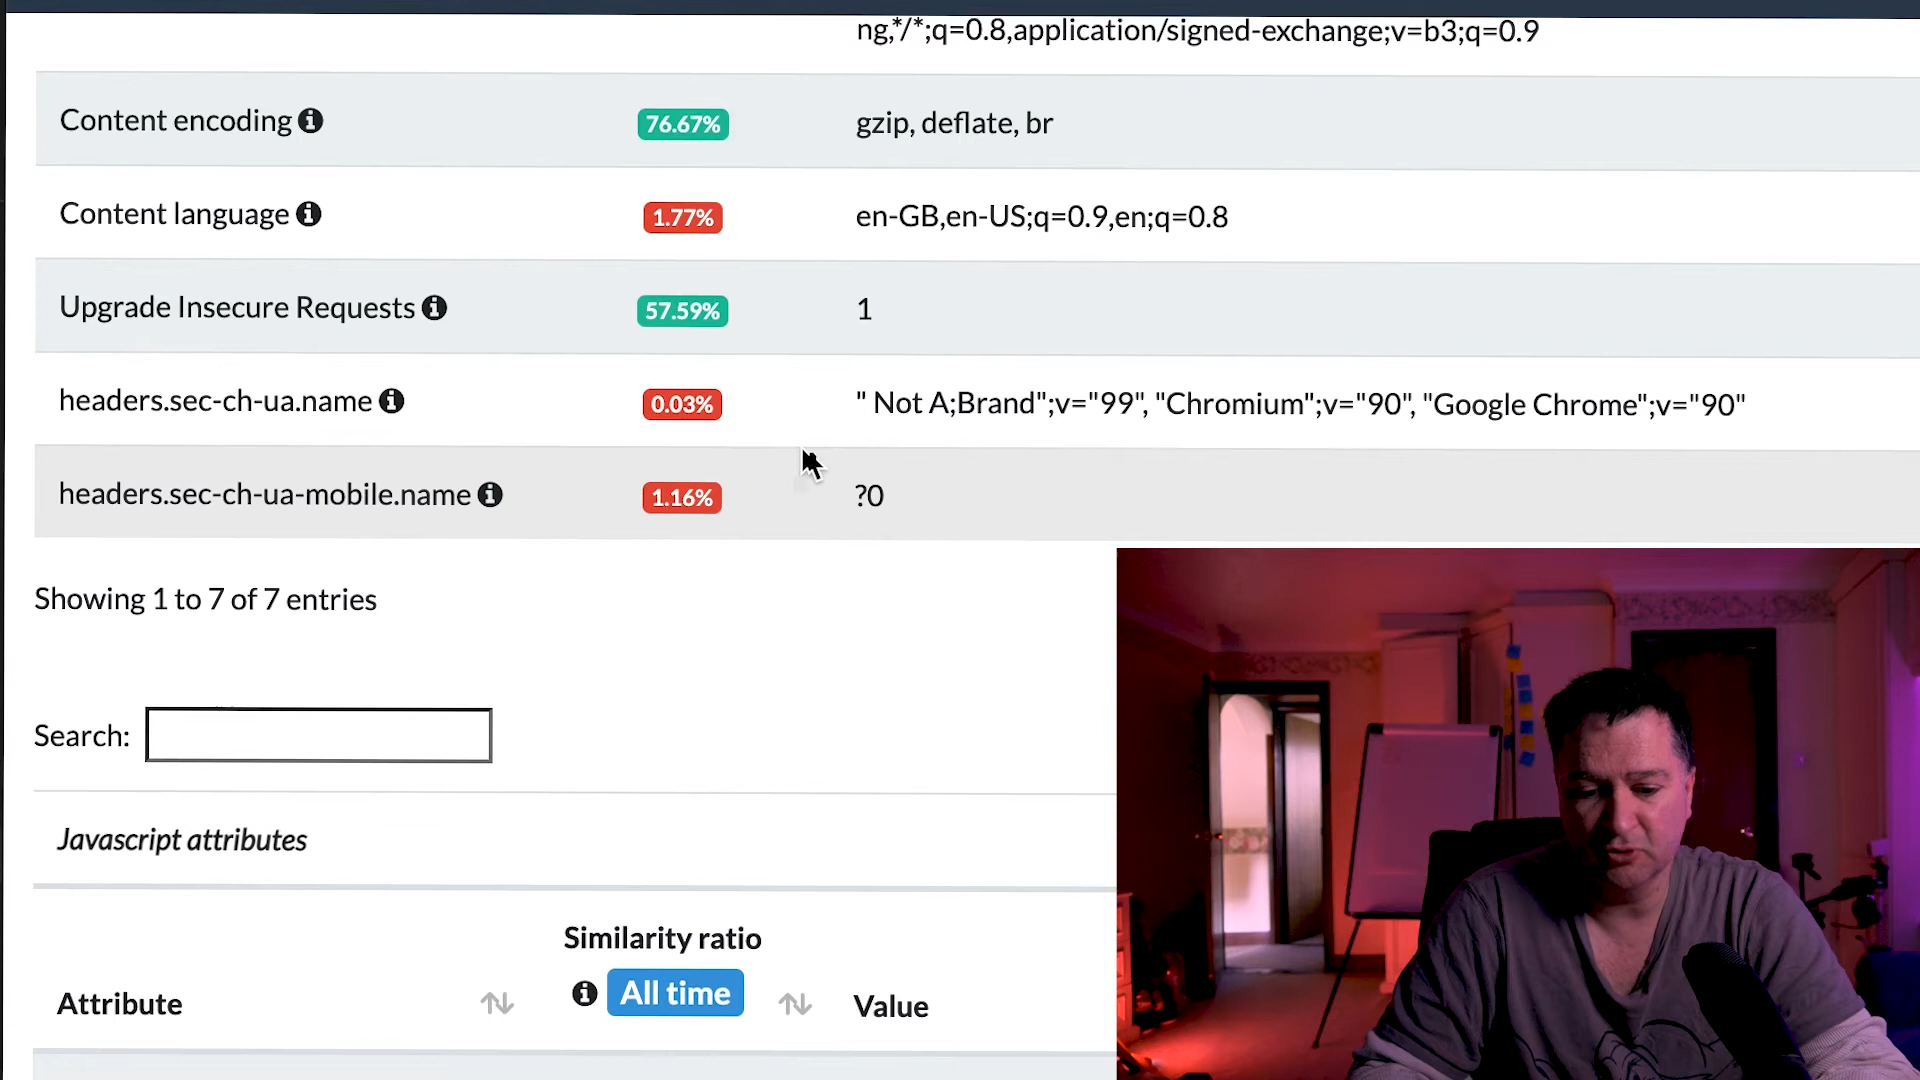 ng,*/*;q=0.8,application/signed-exchange;v=b3;q=0.9
Content encoding 76.67% gzip, deflate, br
Content language 1.77% en-GB,en-US;q=0.9,en;q=0.8
Upgrade Insecure Requests 57.59% 1
headers.sec-ch-ua.name 0.03% " Not A;Brand";v="99", "Chromium";v="90", "Google Chrome";v="90"
headers.sec-ch-ua-mobile.name 1.16% ?0
Showing 1 to 7 of 7 entries
Search:
Javascript attributes
Similarity ratio
Attribute All time Value